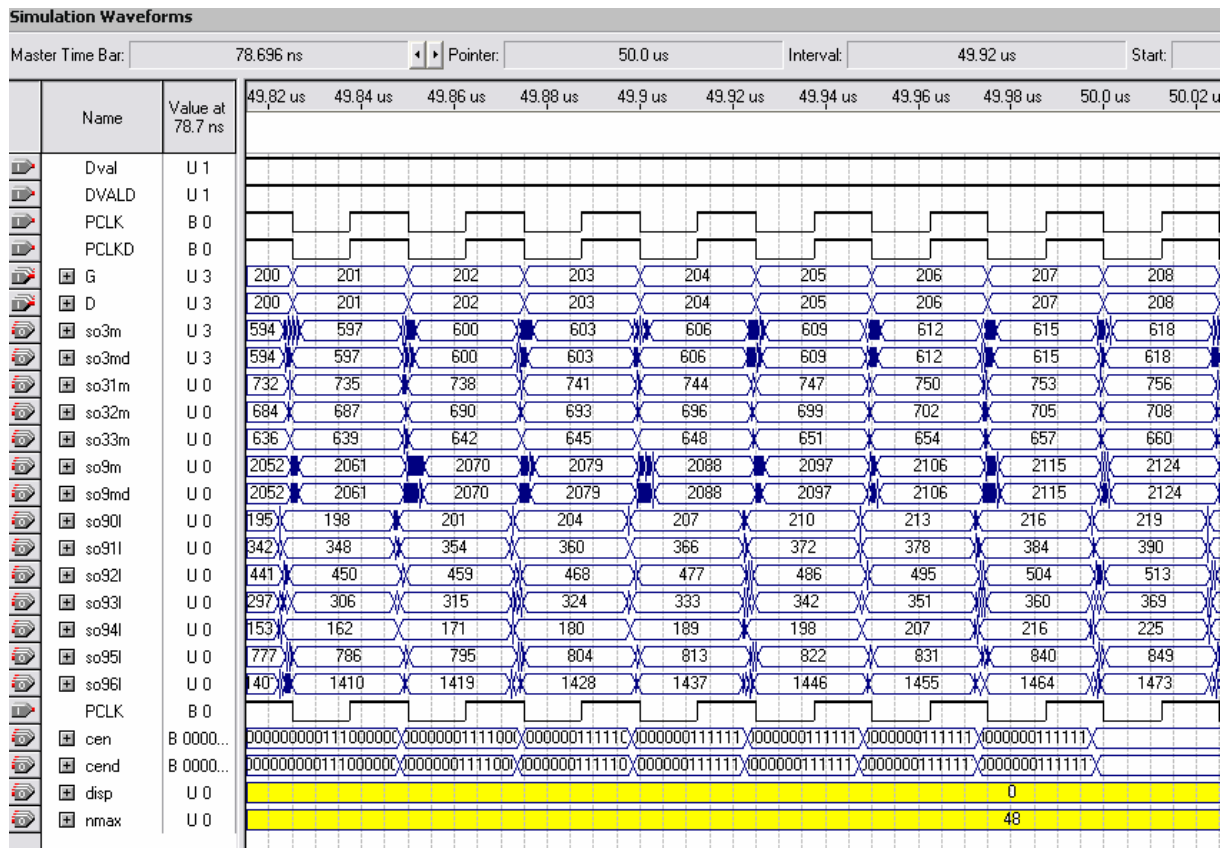 Simulation Waveforms
Master Time Bar: 78.696 ns Pointer: 50.0 us Interval: 49.92 us Start:
Name Value at 78.7 ns 49.82 us 49.84 us 49.86 us 49.88 us 49.9 us 49.92 us 49.94 us 49.96 us 49.98 us 50.0 us 50.02 u
Dval U 1
DVALD U 1
PCLK B 0
PCLKD B 0
G U 3 200 201 202 203 204 205 206 207 208
D U 3 200 201 202 203 204 205 206 207 208
so3m U 3 594 597 600 603 606 609 612 615 618
so3md U 3 594 597 600 603 606 609 612 615 618
so31m U 0 732 735 738 741 744 747 750 753 756
so32m U 0 684 687 690 693 696 699 702 705 708
so33m U 0 636 639 642 645 648 651 654 657 660
so9m U 0 2052 2061 2070 2079 2088 2097 2106 2115 2124
so9md U 0 2052 2061 2070 2079 2088 2097 2106 2115 2124
so90l U 0 195 198 201 204 207 210 213 216 219
so91l U 0 342 348 354 360 366 372 378 384 390
so92l U 0 441 450 459 468 477 486 495 504 513
so93l U 0 297 306 315 324 333 342 351 360 369
so94l U 0 153 162 171 180 189 198 207 216 225
so95l U 0 777 786 795 804 813 822 831 840 849
so96l U 0 140 1410 1419 1428 1437 1446 1455 1464 1473
PCLK B 0
cen B 0000...
cend B 0000...
disp U 0 0
nmax U 0 48